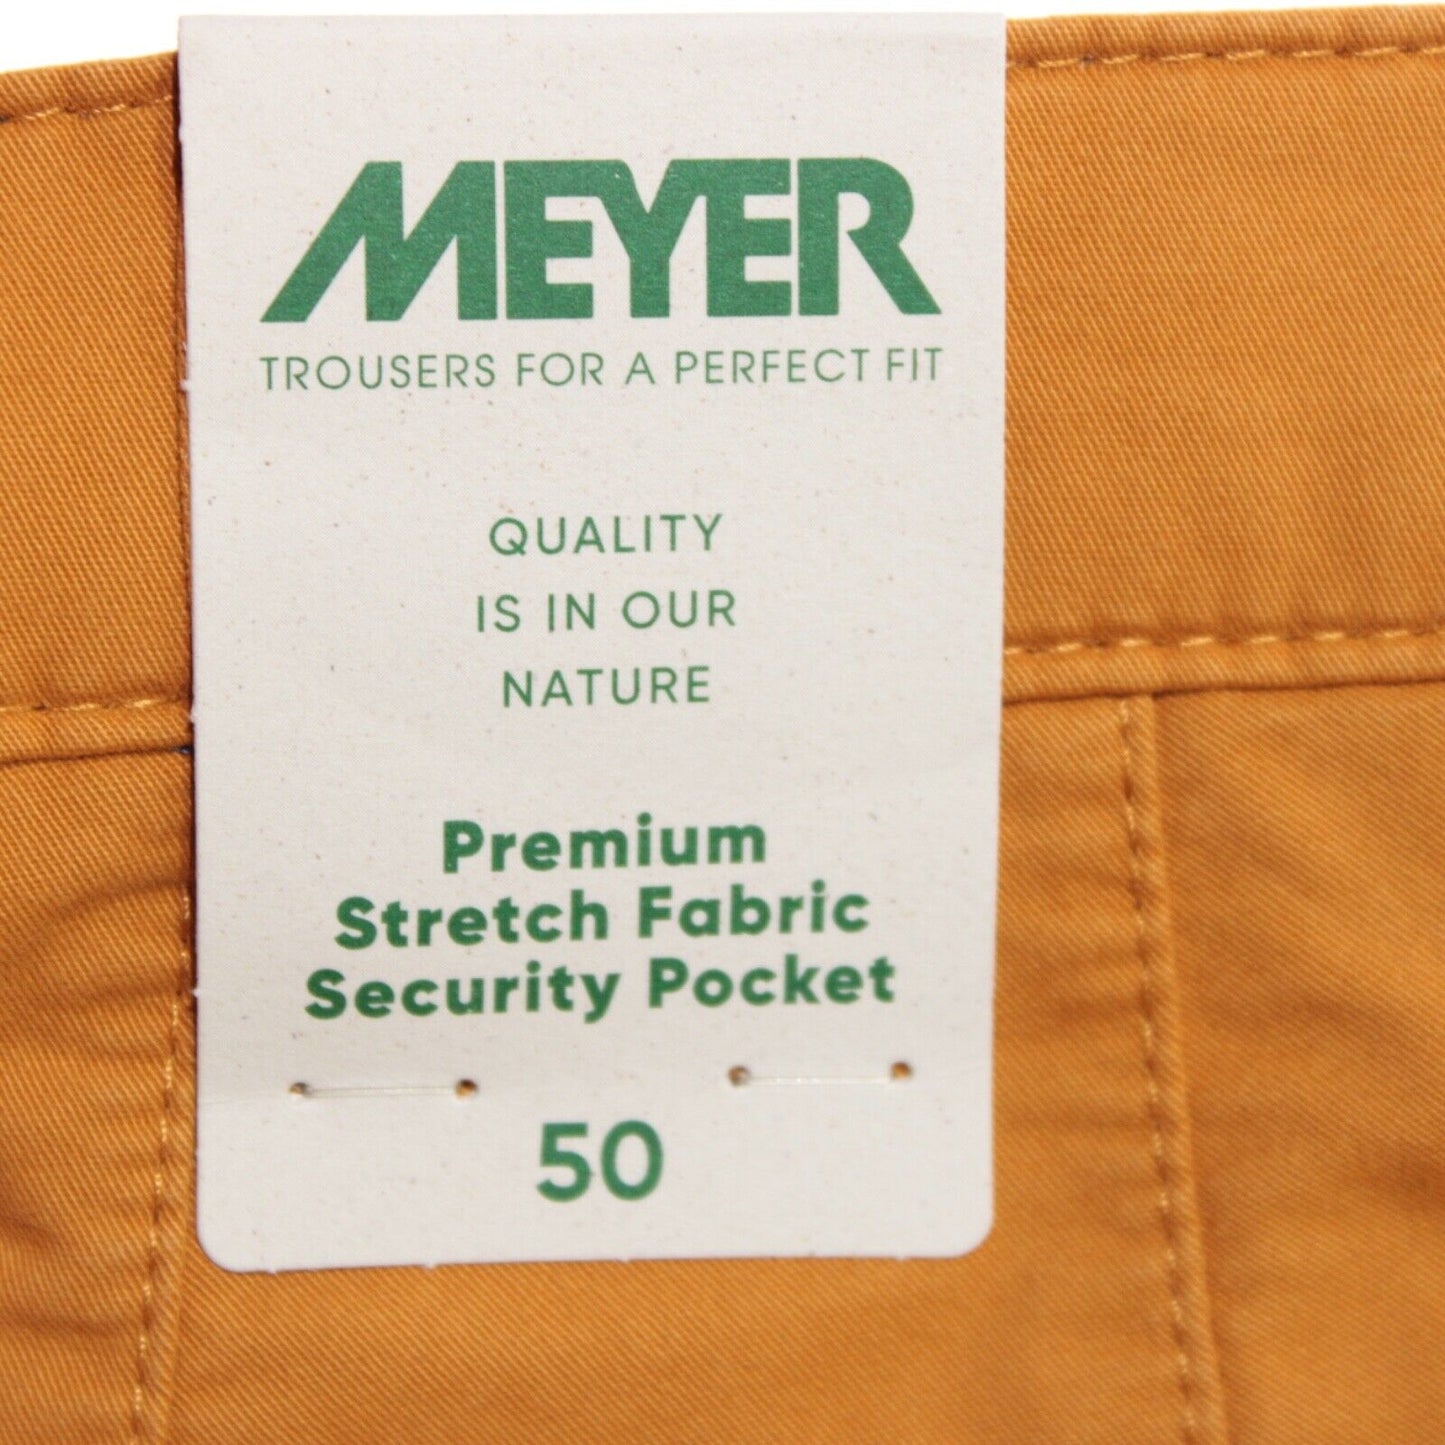 MEYER
TROUSERS FOR A PERFECT FIT
QUALITY
IS IN OUR
NATURE
Premium
Stretch Fabric
Security Pocket
50